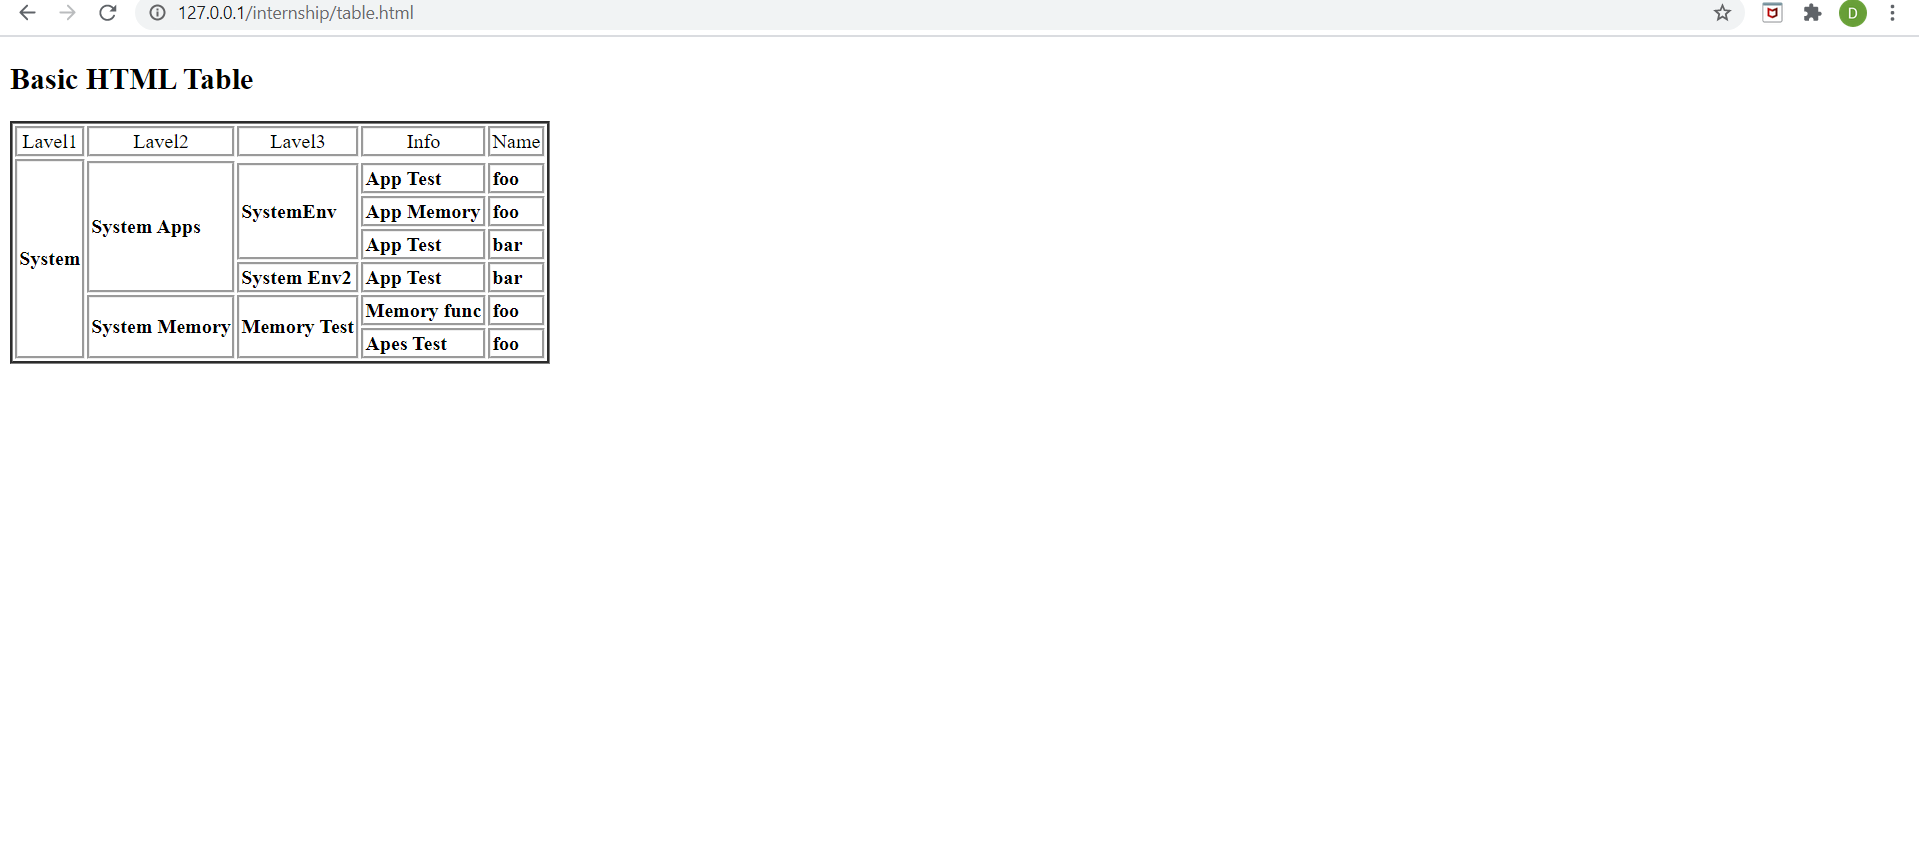 127.0.0.1/internship/table.html
D
Basic HTML Table
Lavel1 Lavel2 Lavel3 Info Name
System System Apps SystemEnv App Test foo
App Memory foo
App Test bar
System Env2 App Test bar
System Memory Memory Test Memory func foo
Apes Test foo